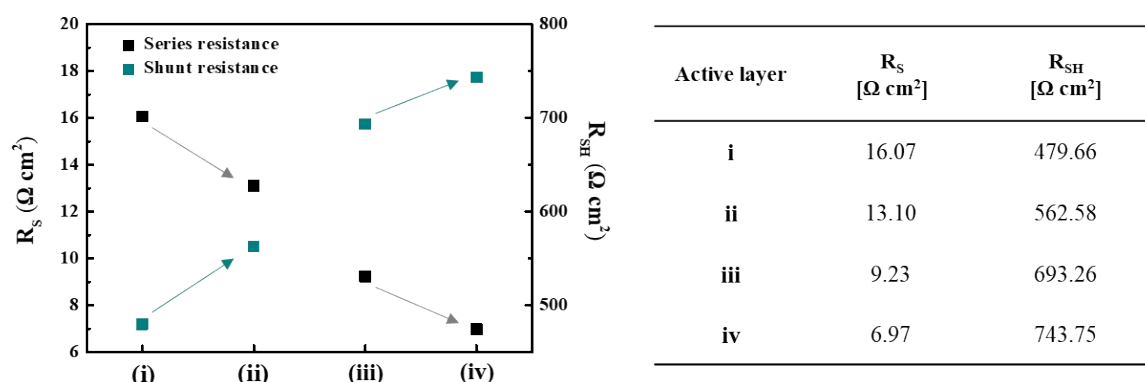 20
18
16
14
12
10
8
6
R_S (Ω cm²)
Series resistance
Shunt resistance
800
700
600
500
R_SH (Ω cm²)
(i) (ii) (iii) (iv)
Active layer R_S [Ω cm²] R_SH [Ω cm²]
i 16.07 479.66
ii 13.10 562.58
iii 9.23 693.26
iv 6.97 743.75